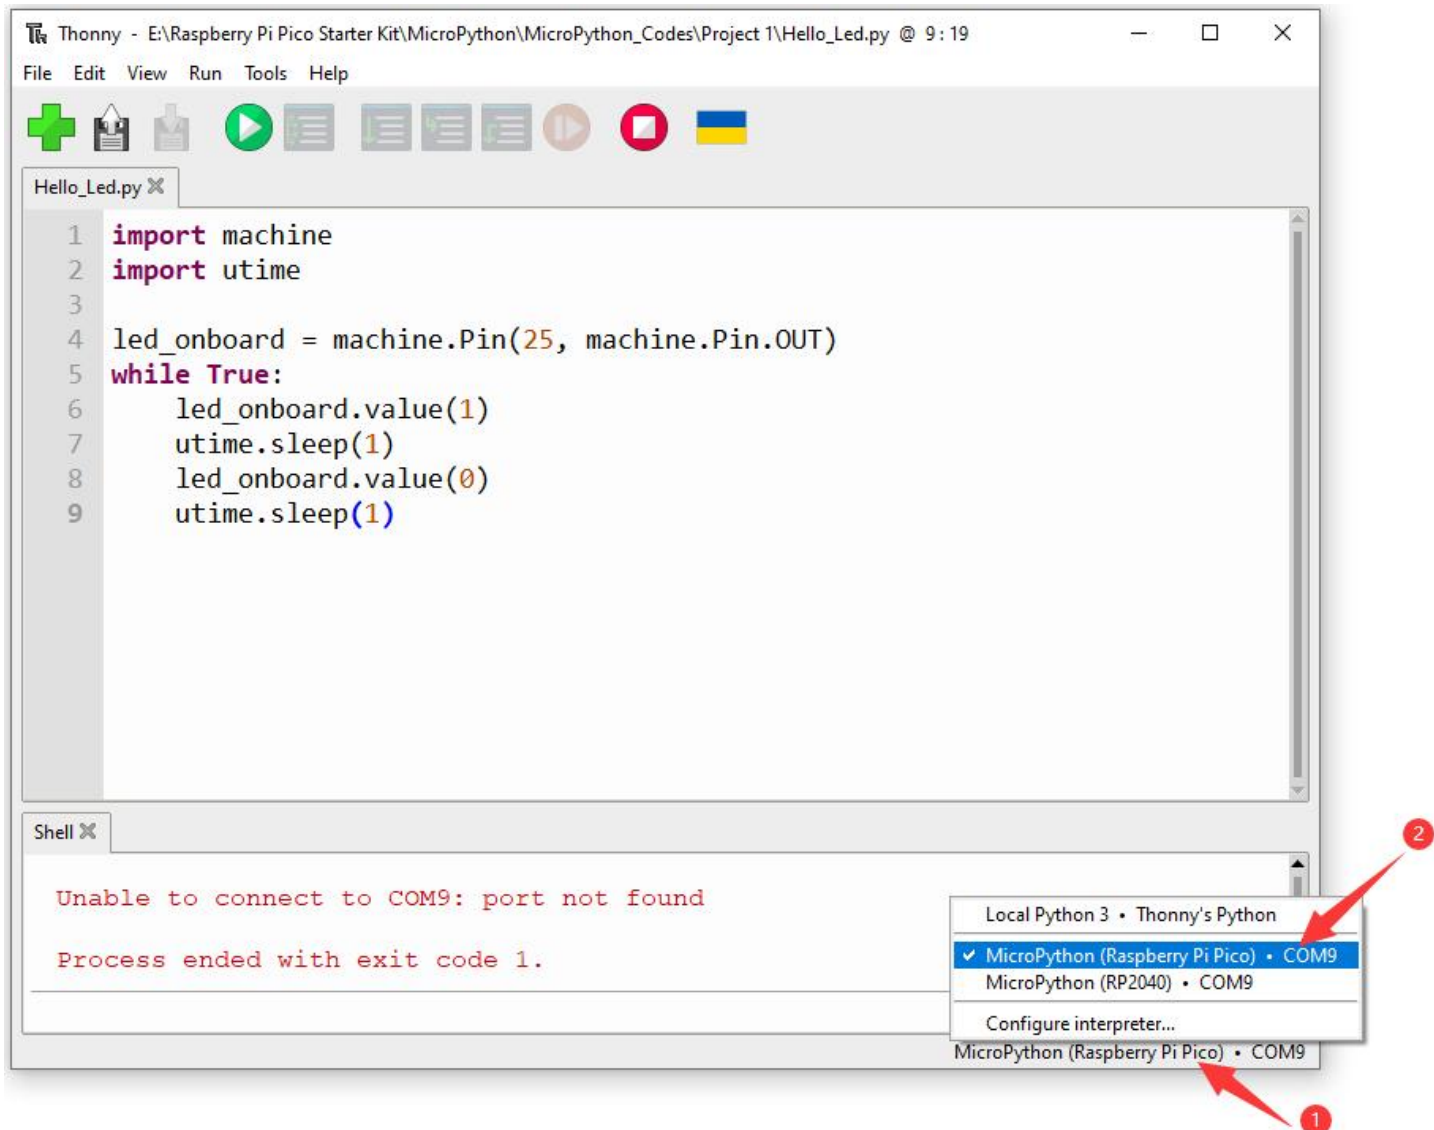 Thonny - E:\Raspberry Pi Pico Starter Kit\MicroPython\MicroPython_Codes\Project 1\Hello_Led.py @ 9:19
File Edit View Run Tools Help
Hello_Led.py
1 import machine
2 import utime
3
4 led_onboard = machine.Pin(25, machine.Pin.OUT)
5 while True:
6     led_onboard.value(1)
7     utime.sleep(1)
8     led_onboard.value(0)
9     utime.sleep(1)
Shell
Unable to connect to COM9: port not found
Process ended with exit code 1.
Local Python 3 • Thonny's Python
MicroPython (Raspberry Pi Pico) • COM9
MicroPython (RP2040) • COM9
Configure interpreter...
MicroPython (Raspberry Pi Pico) • COM9
2
1